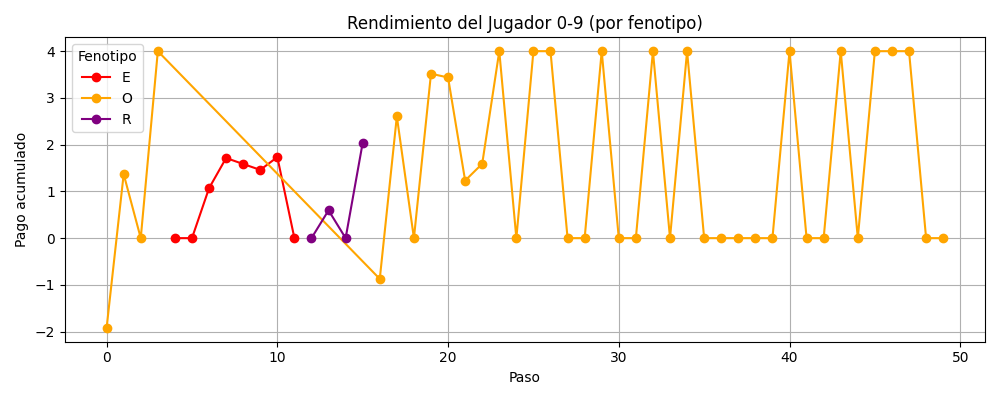 Rendimiento del Jugador 0-9 (por fenotipo)
Fenotipo
E
O
R
Pago acumulado
4
3
2
1
0
−1
−2
0 10 20 30 40 50
Paso